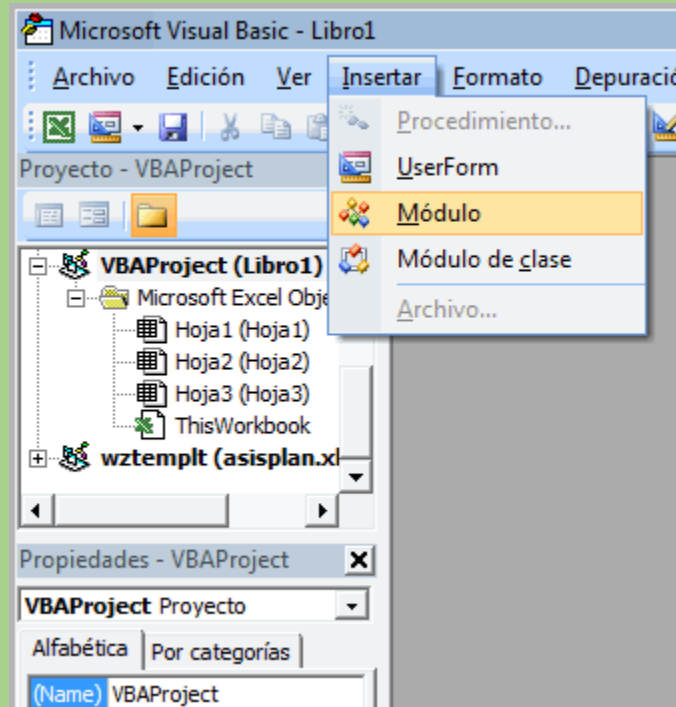 Microsoft Visual Basic - Libro1
Archivo Edición Ver Insertar Formato Depuració
Procedimiento...
UserForm
Módulo
Módulo de clase
Archivo...
Proyecto - VBAProject
VBAProject (Libro1)
Microsoft Excel Obje
Hoja1 (Hoja1)
Hoja2 (Hoja2)
Hoja3 (Hoja3)
ThisWorkbook
wztemplt (asisplan.xl
Propiedades - VBAProject
VBAProject Proyecto
Alfabética Por categorías
(Name) VBAProject